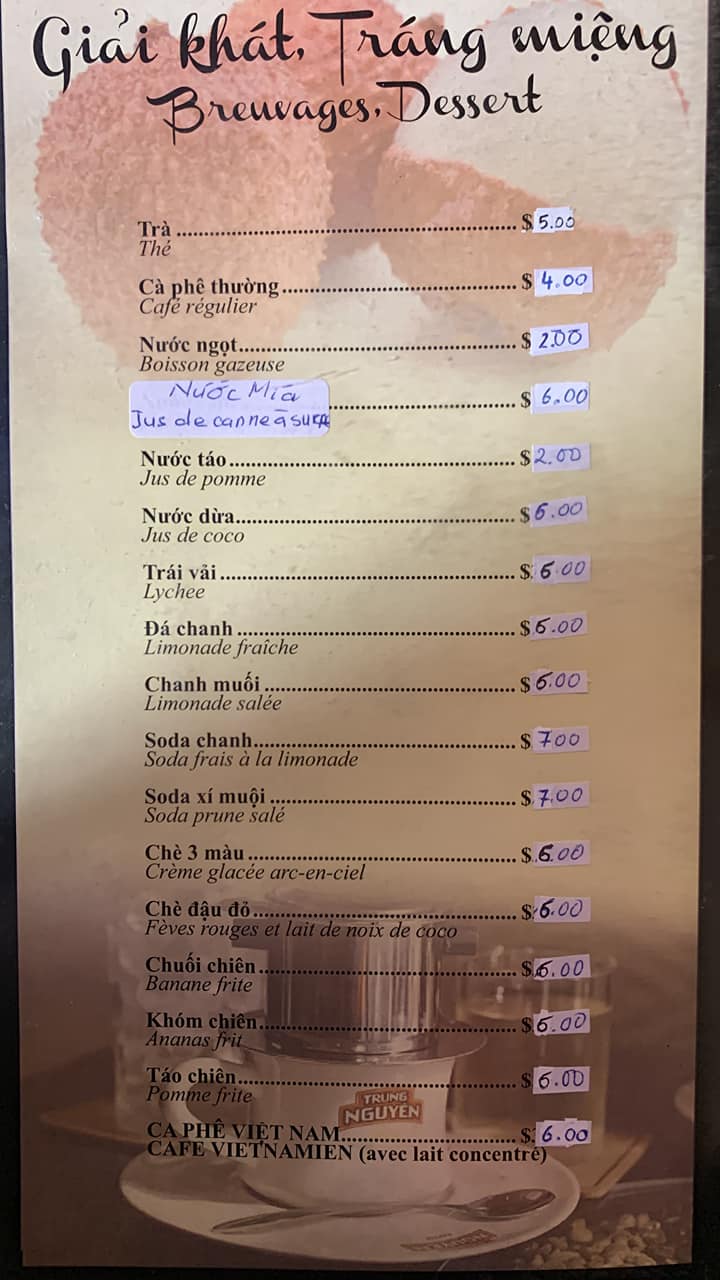 Giải khát, Tráng miệng
Breuvages, Dessert
Trà ........ $ 5.00
Thé
Cà phê thường ........ $ 4.00
Café régulier
Nước ngọt ........ $ 2.00
Boisson gazeuse
Nước Mía ........ $ 6.00
Jus de canne à sucre
Nước táo ........ $ 2.00
Jus de pomme
Nước dừa ........ $ 6.00
Jus de coco
Trái vải ........ $ 6.00
Lychee
Đá chanh ........ $ 6.00
Limonade fraîche
Chanh muối ........ $ 6.00
Limonade salée
Soda chanh ........ $ 7.00
Soda frais à la limonade
Soda xí muội ........ $ 7.00
Soda prune salé
Chè 3 màu ........ $ 6.00
Crème glacée arc-en-ciel
Chè đậu đỏ ........ $ 6.00
Fèves rouges et lait de noix de coco
Chuối chiên ........ $ 6.00
Banane frite
Khóm chiên ........ $ 6.00
Ananas frit
Táo chiên ........ $ 6.00
Pomme frite
TRUNG
NGUYÊN
CA PHÊ VIỆT NAM ........ $ 6.00
CAFE VIETNAMIEN (avec lait concentré)